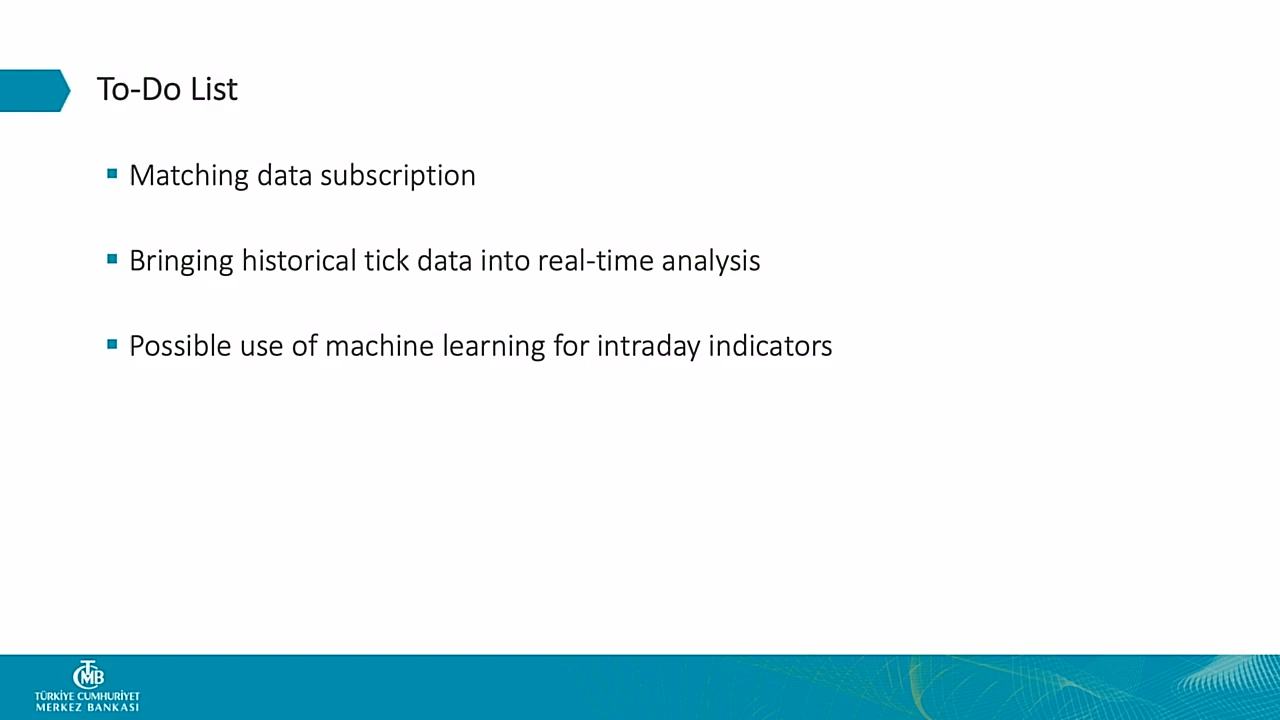 To-Do List
Matching data subscription
Bringing historical tick data into real-time analysis
Possible use of machine learning for intraday indicators
TCMB
TÜRKİYE CUMHURİYET
MERKEZ BANKASI